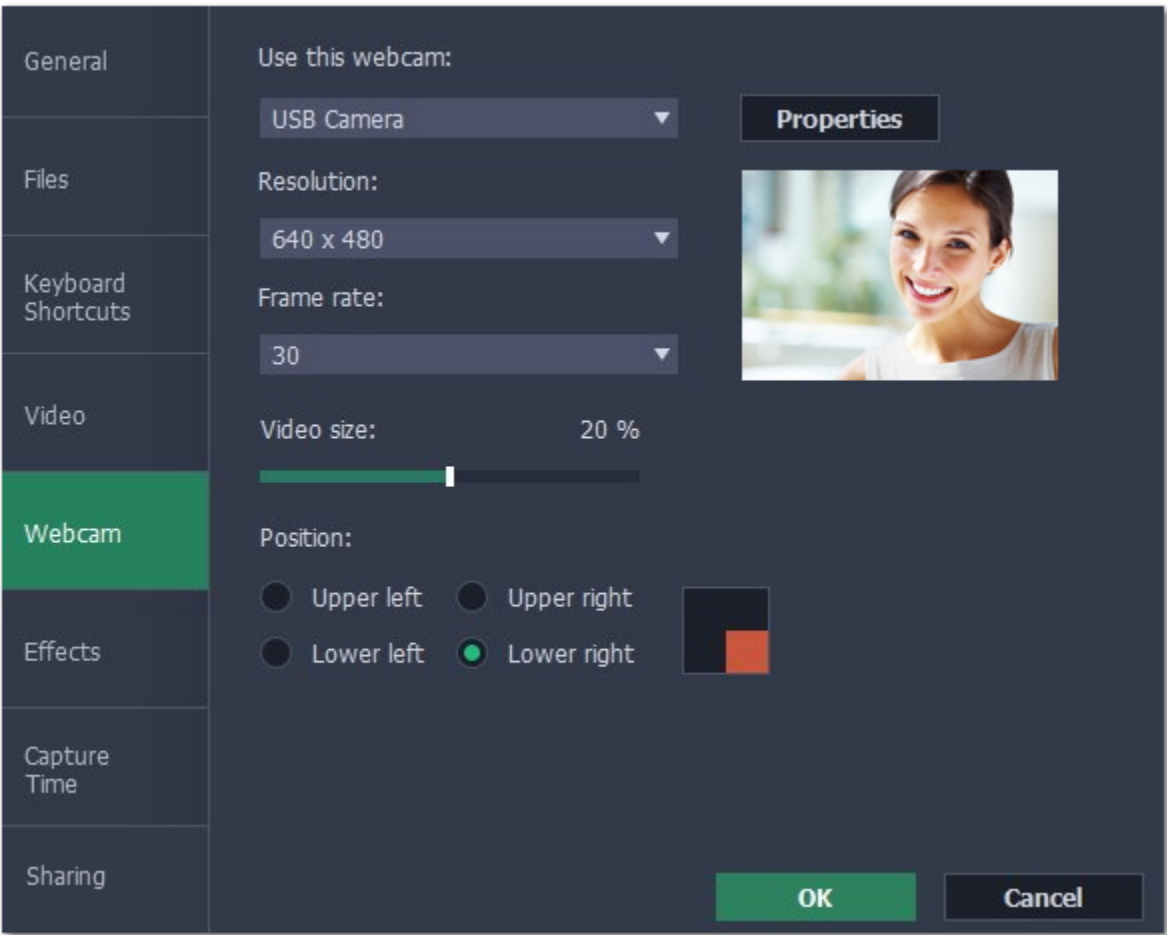 General
Files
Keyboard
Shortcuts
Video
Webcam
Effects
Capture
Time
Sharing
Use this webcam:
USB Camera
Properties
Resolution:
640 x 480
Frame rate:
30
Video size: 20 %
Position:
Upper left Upper right
Lower left Lower right
OK Cancel